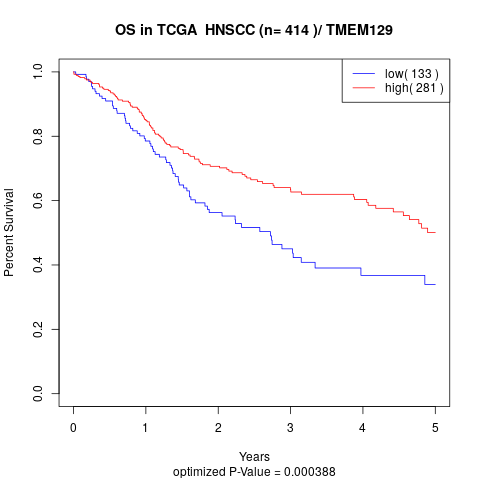 OS in TCGA  HNSCC (n= 414 )/ TMEM129
low( 133 )
high( 281 )
Percent Survival
1.0
0.8
0.6
0.4
0.2
0.0
0 1 2 3 4 5
Years
optimized P-Value = 0.000388